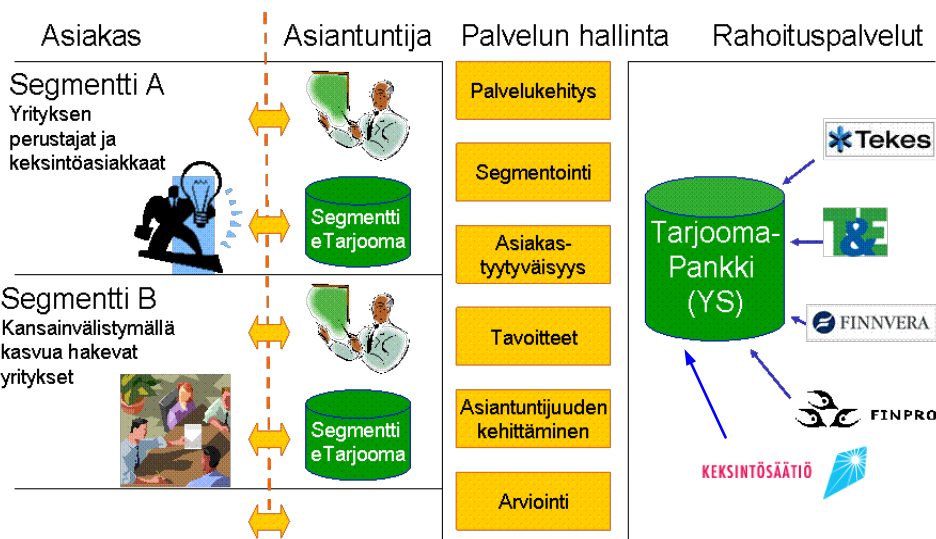 Asiakas
Asiantuntija
Palvelun hallinta
Rahoituspalvelut
Segmentti A
Yrityksen
perustajat ja
keksintöasiakkaat
Segmentti
eTarjooma
Segmentti B
Kansainvälistymällä
kasvua hakevat
yritykset
Segmentti
eTarjooma
Palvelukehitys
Segmentointi
Asiakas-
tyytyväisyys
Tavoitteet
Asiantuntijuuden
kehittäminen
Arviointi
Tarjooma-
Pankki
(YS)
Tekes
T&E
FINNVERA
FINPRO
KEKSINTÖSÄÄTIÖ